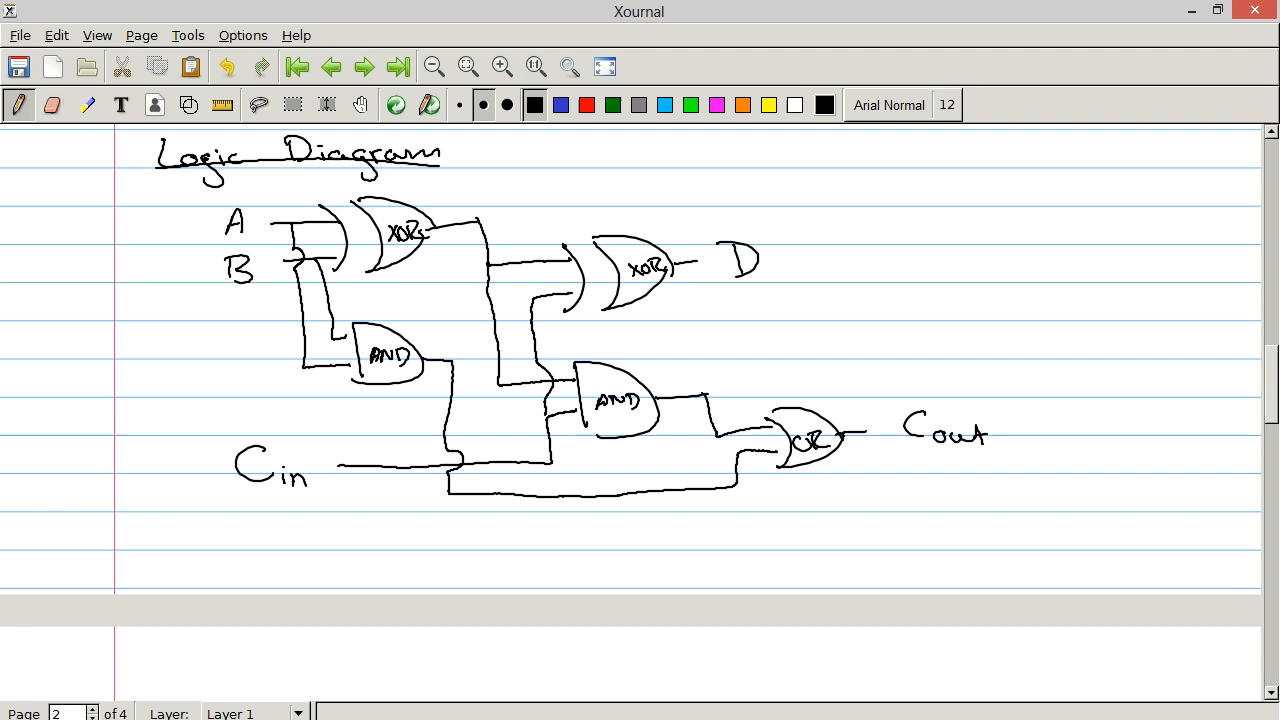 Xournal
File Edit View Page Tools Options Help
T Arial Normal 12
Logic Diagram
A
XOR
B
XOR
D
AND
AND
OR
Cout
Cin
Page 2 of 4 Layer: Layer 1